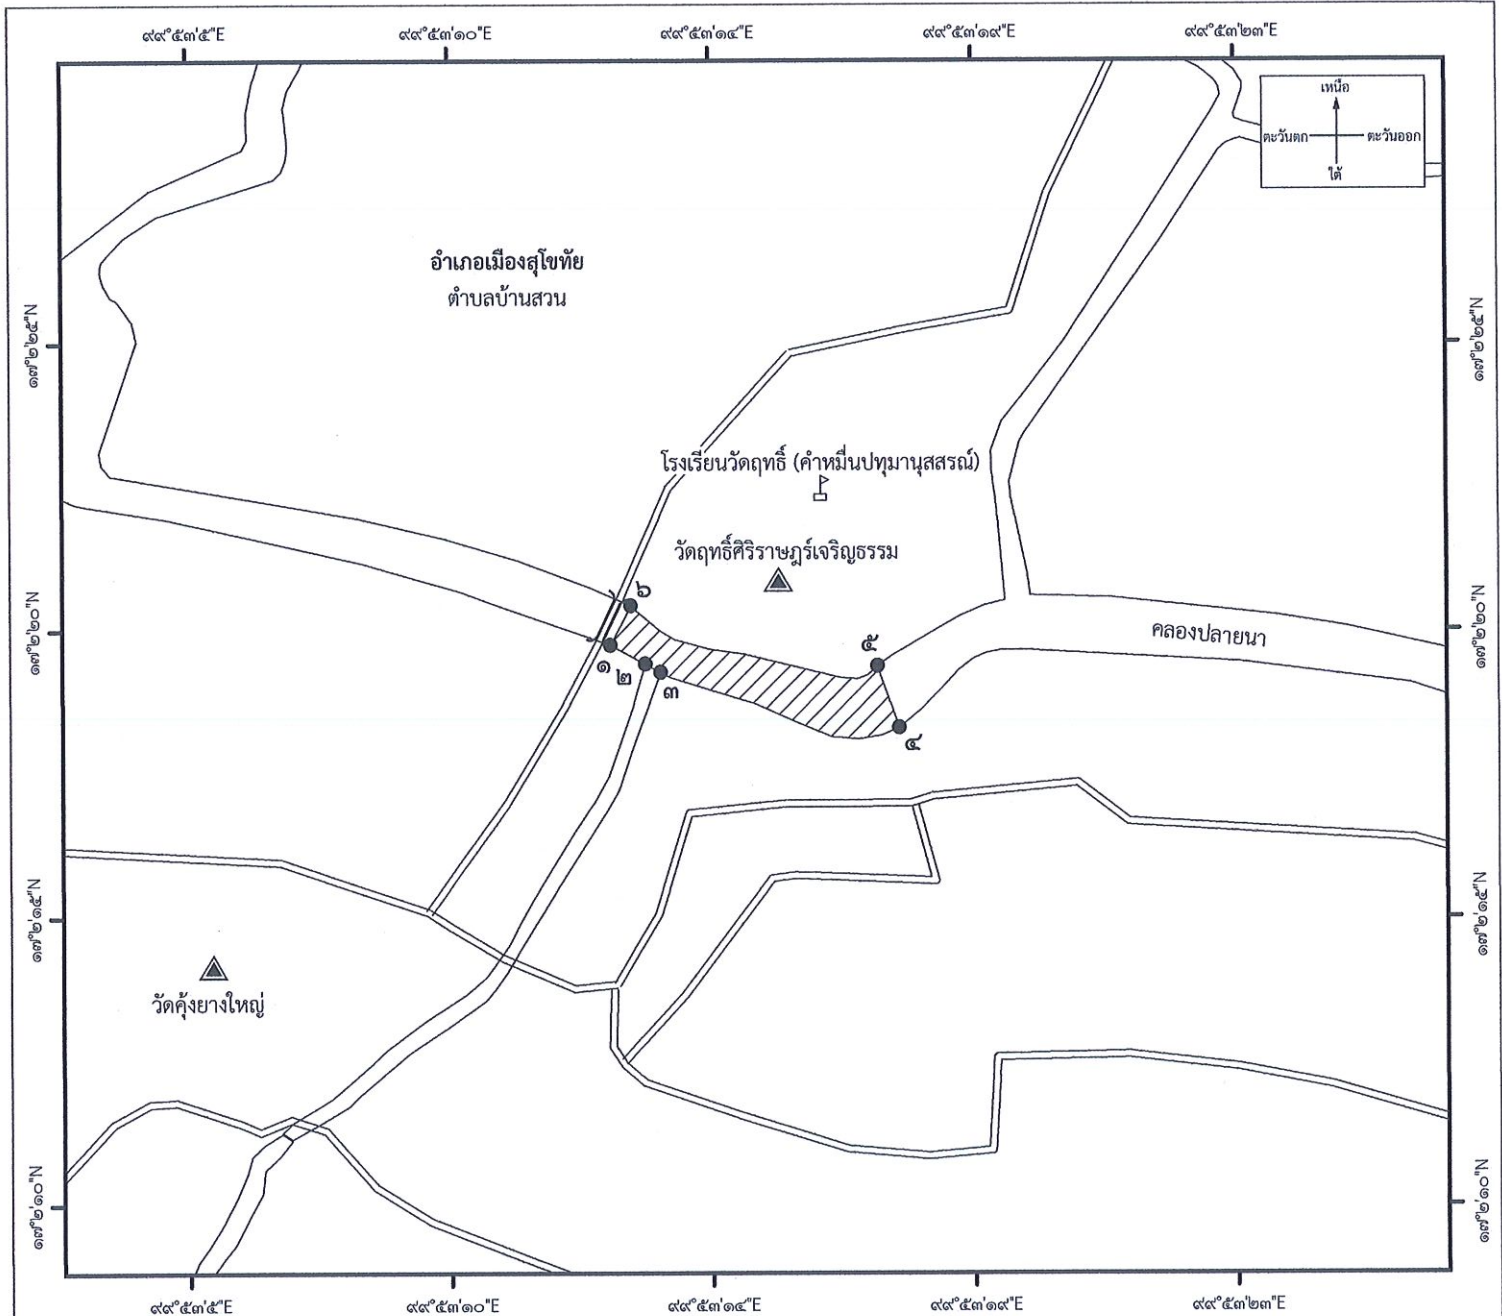 ๙๙°๕๓'๕"E ๙๙°๕๓'๑๐"E ๙๙°๕๓'๑๔"E ๙๙°๕๓'๑๙"E ๙๙°๕๓'๒๓"E
เหนือ
ตะวันตก ตะวันออก
ใต้
อำเภอเมืองสุโขทัย
ตำบลบ้านสวน
๑๗°๒'๒๕"N ๑๗°๒'๒๕"N
โรงเรียนวัดฤทธิ์ (คำหมื่นปทุมานุสสรณ์)
วัดฤทธิ์ศิริราษฎร์เจริญธรรม
๖
๑๗°๒'๒๐"N ๑๗°๒'๒๐"N
คลองปลายนา
๕
๑
๒
๓
๔
๑๗°๒'๑๕"N ๑๗°๒'๑๕"N
วัดคุ้งยางใหญ่
๑๗°๒'๑๐"N ๑๗°๒'๑๐"N
๙๙°๕๓'๕"E ๙๙°๕๓'๑๐"E ๙๙°๕๓'๑๔"E ๙๙°๕๓'๑๙"E ๙๙°๕๓'๒๓"E